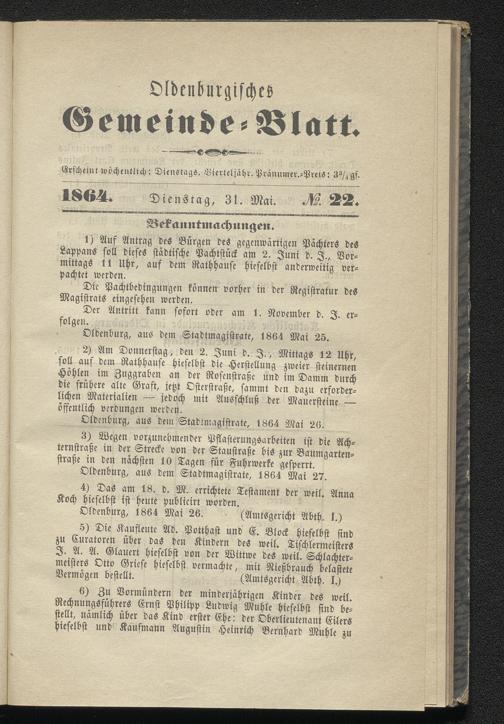 Oldenburgisches
Gemeinde-Blatt.
Erscheint wöchentlich: Dienstags. Vierteljähr. Pränumer.-Preis: 3¾ gs.
1864. Dienstag, 31. Mai. № 22.
Bekanntmachungen.
1) Auf Antrag des Bürgen des gegenwärtigen Pächters des
Lappans soll dieses städtische Pachtstück am 2. Juni d. J., Vor-
mittags 11 Uhr, auf dem Rathhause hieselbst anderweitig ver-
pachtet werden.
Die Pachtbedingungen können vorher in der Registratur des
Magistrats eingesehen werden.
Der Antritt kann sofort oder am 1. November d. J. er-
folgen.
Oldenburg, aus dem Stadtmagistrate, 1864 Mai 25.
2) Am Donnerstag, den 2. Juni d. J., Mittags 12 Uhr,
soll auf dem Rathhause hieselbst die Herstellung zweier steinernen
Höhlen im Zuggraben an der Rosenstraße und im Damm durch
die frühere alte Graft, jetzt Osterstraße, sammt den dazu erforder-
lichen Materialien — jedoch mit Ausschluß der Mauersteine —
öffentlich verdungen werden.
Oldenburg, aus dem Stadtmagistrate, 1864 Mai 26.
3) Wegen vorzunehmender Pflasterungsarbeiten ist die Ach-
ternstraße in der Strecke von der Staustraße bis zur Baumgarten-
straße in den nächsten 10 Tagen für Fuhrwerke gesperrt.
Oldenburg, aus dem Stadtmagistrate, 1864 Mai 27.
4) Das am 18. d. M. errichtete Testament der weil. Anna
Koch hieselbst ist heute publicirt worden.
Oldenburg, 1864 Mai 26. (Amtsgericht Abth. I.)
5) Die Kaufleute Ad. Potthast und E. Block hieselbst sind
zu Curatoren über das den Kindern des weil. Tischlermeisters
J. A. A. Glauert hieselbst von der Wittwe des weil. Schlachter-
meisters Otto Griese hieselbst vermachte, mit Nießbrauch belastete
Vermögen bestellt. (Amtsgericht Abth. I.)
6) Zu Vormündern der minderjährigen Kinder des weil.
Rechnungsführers Ernst Philipp Ludwig Muhle hieselbst sind be-
stellt, nämlich über das Kind erster Ehe: der Oberlieutenant Eilers
hieselbst und Kaufmann Augustin Heinrich Bernhard Muhle zu